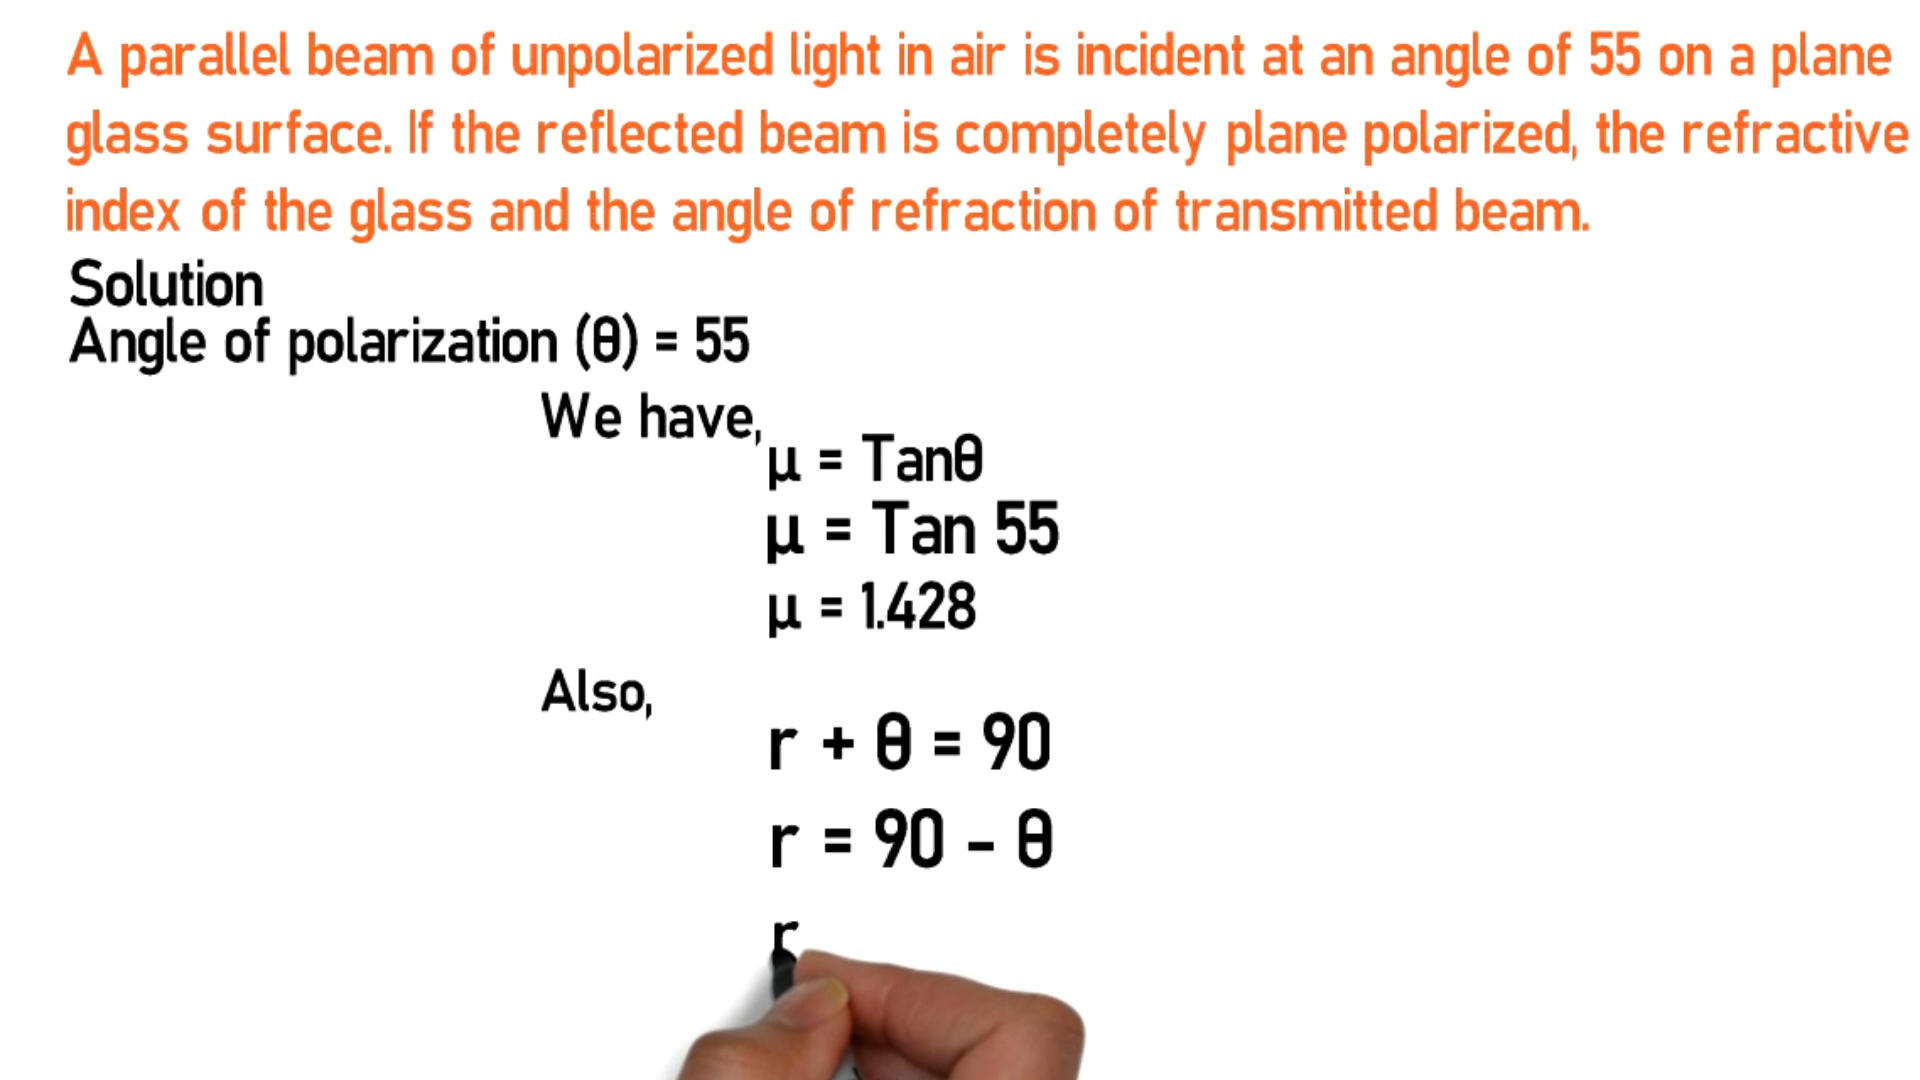 A parallel beam of unpolarized light in air is incident at an angle of 55 on a plane
glass surface. If the reflected beam is completely plane polarized, the refractive
index of the glass and the angle of refraction of transmitted beam.
Solution
Angle of polarization (θ) = 55
We have,
μ = Tanθ
μ = Tan 55
μ = 1.428
Also,
r + θ = 90
r = 90 - θ
r